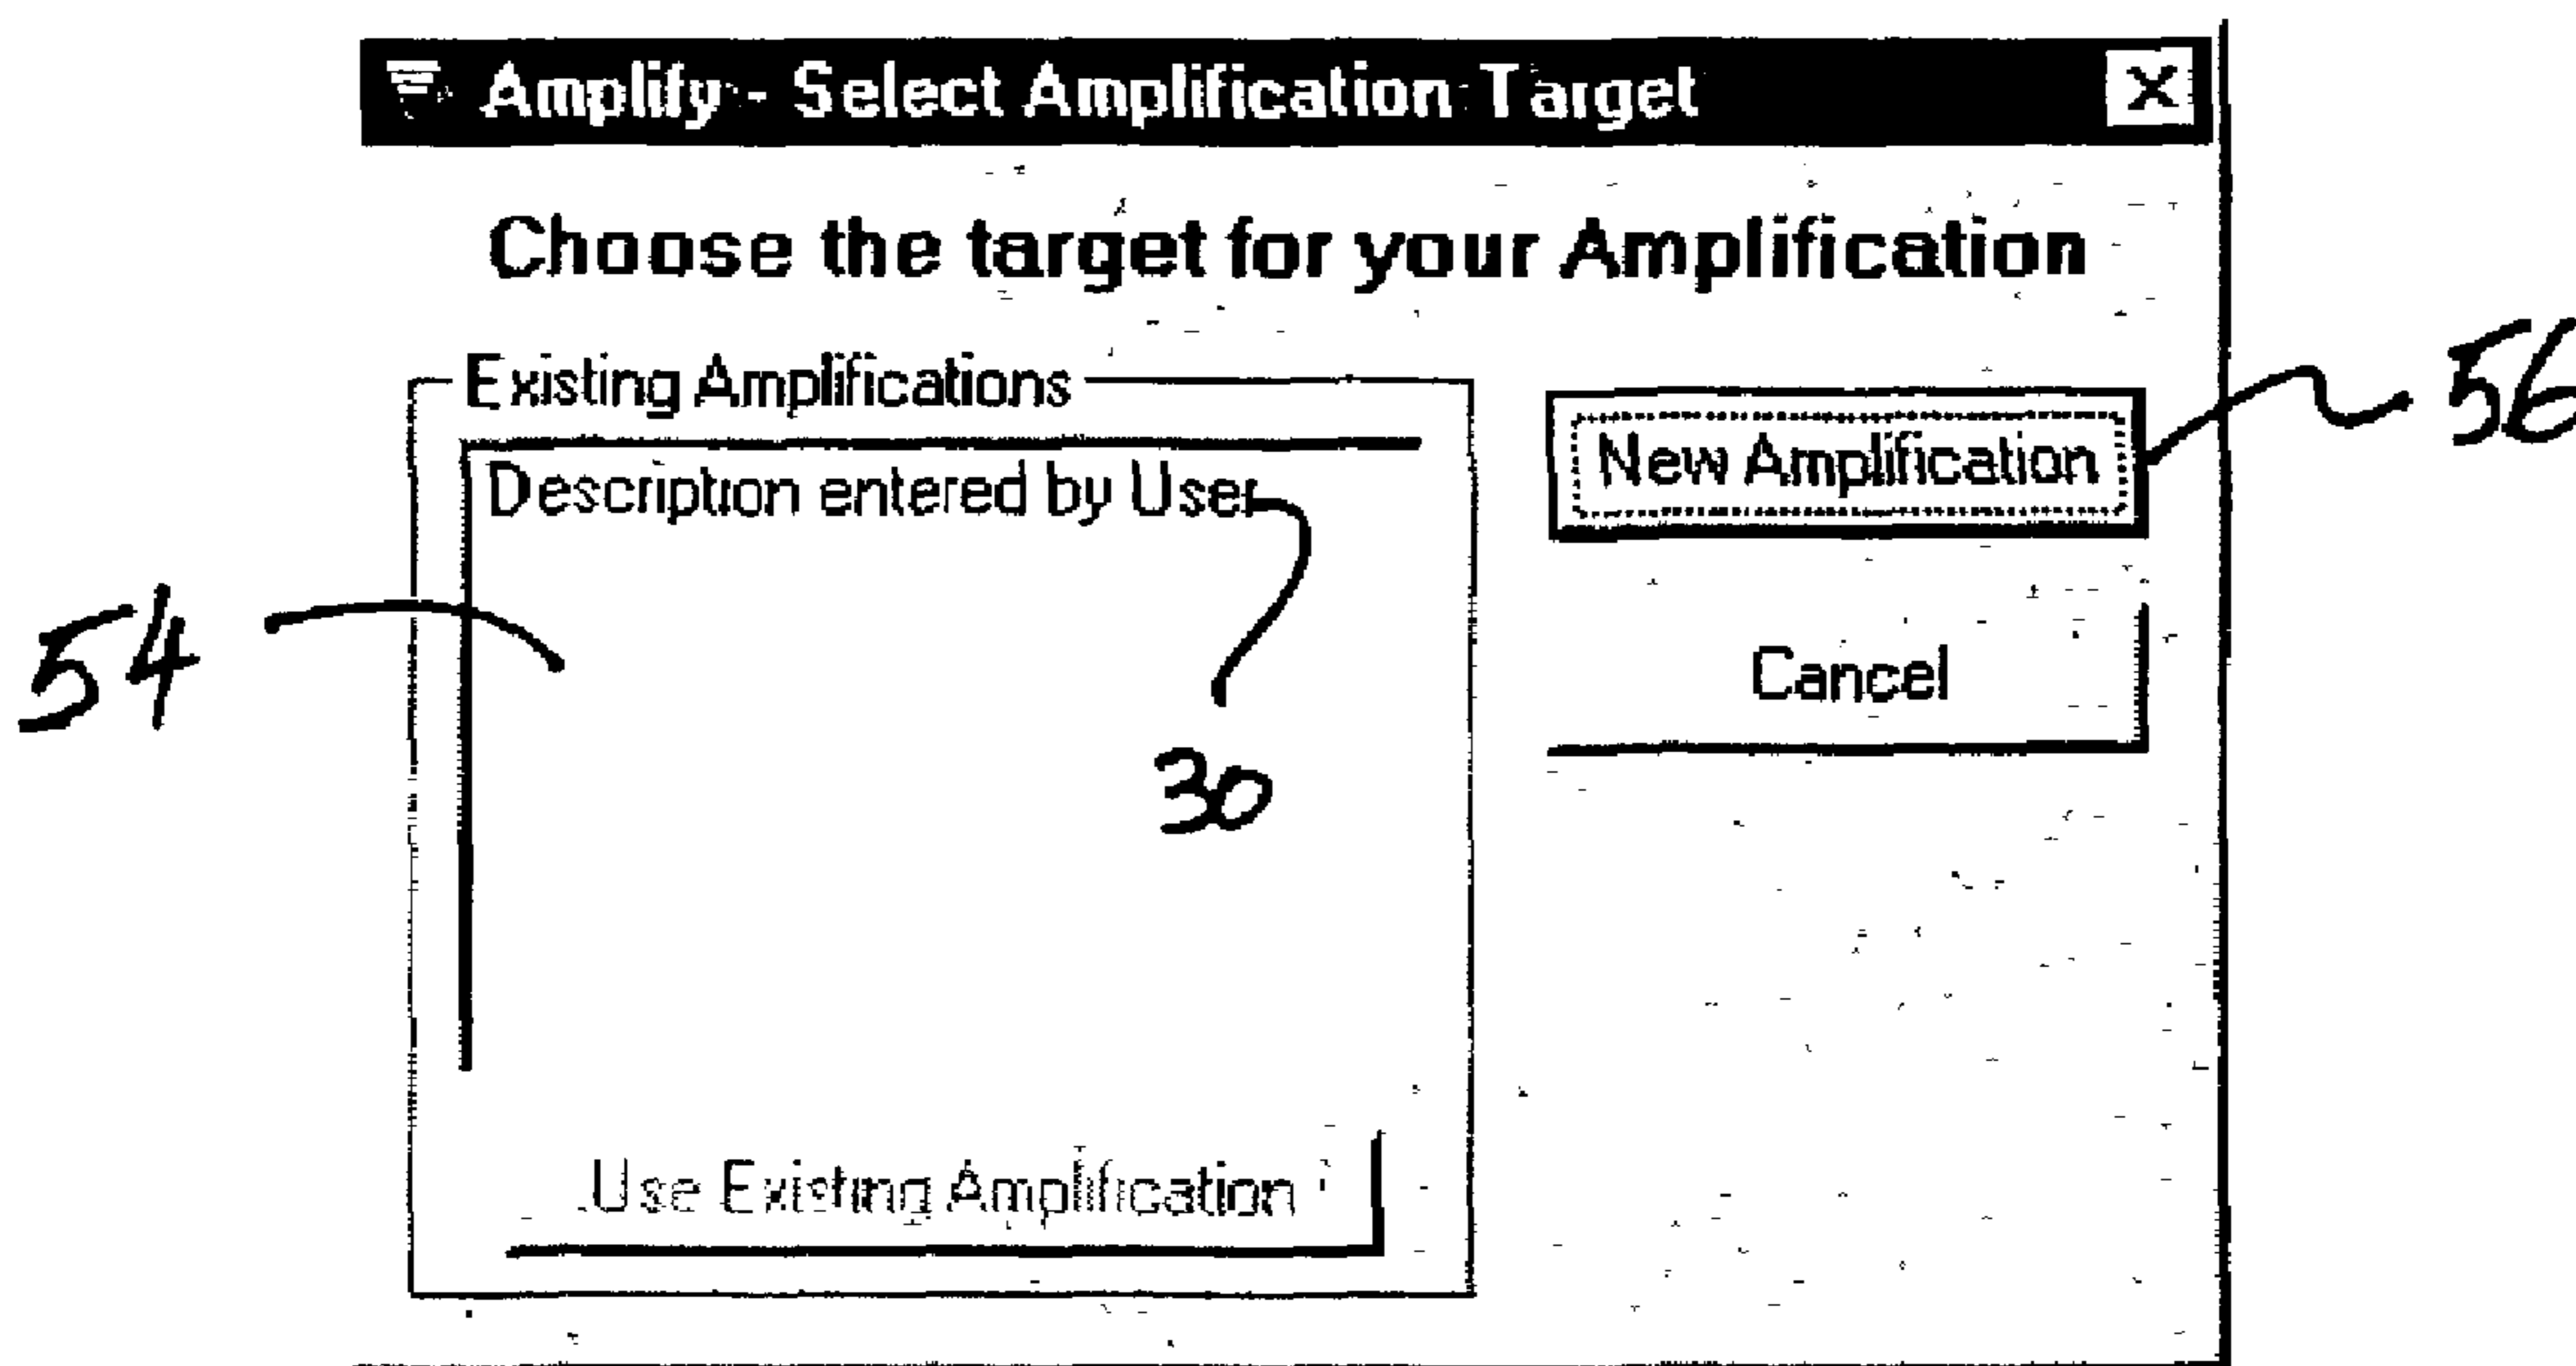 Amplify - Select Amplification Target X
Choose the target for your Amplification
Existing Amplifications
Description entered by User
New Amplification
56
54
30
Cancel
Use Existing Amplification